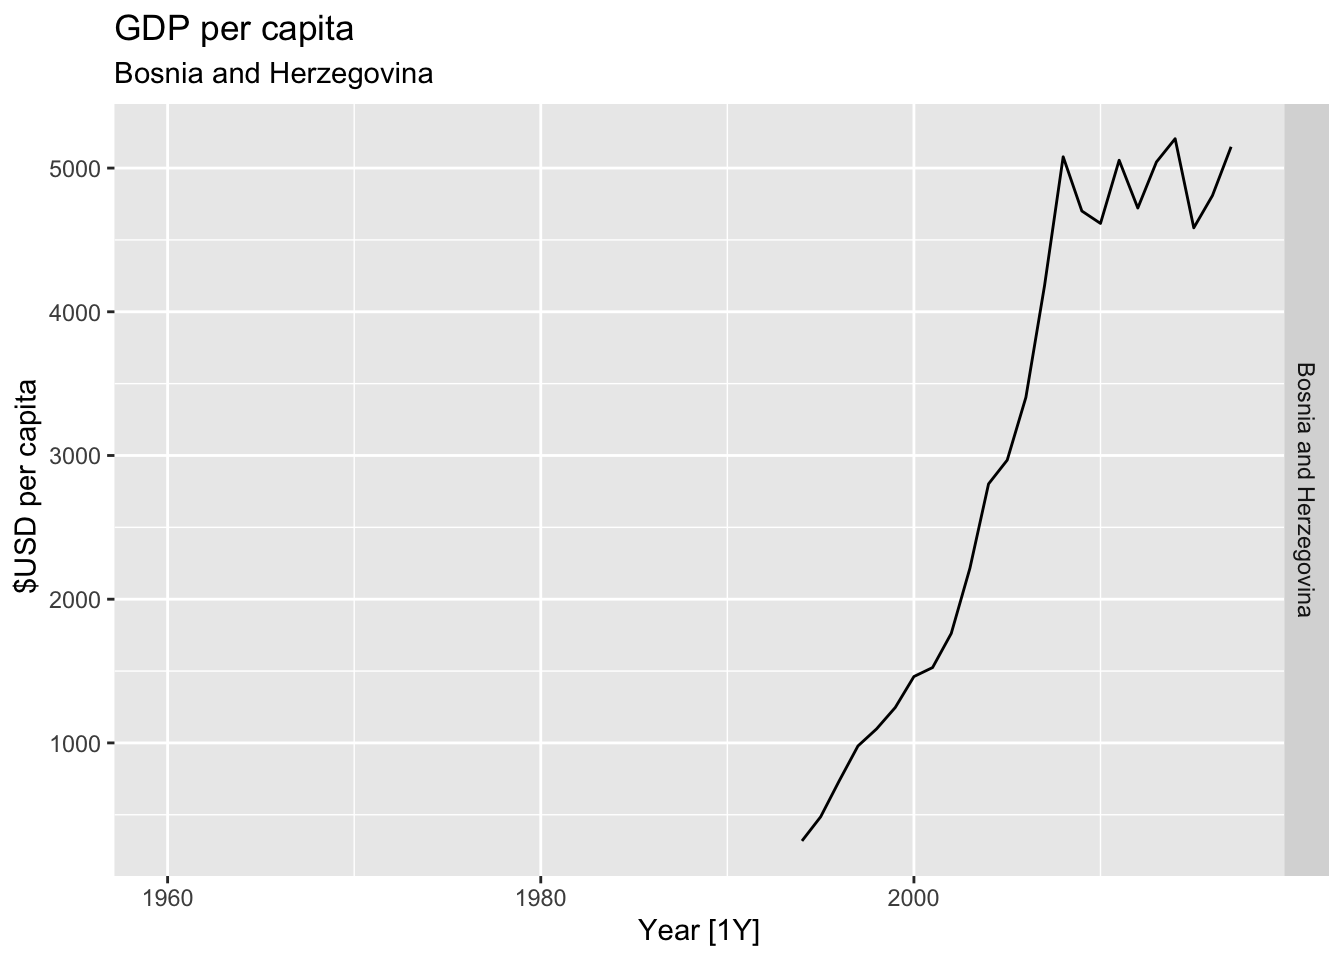 GDP per capita
Bosnia and Herzegovina
5000
4000
3000
2000
1000
$USD per capita
Bosnia and Herzegovina
1960
1980
2000
Year [1Y]